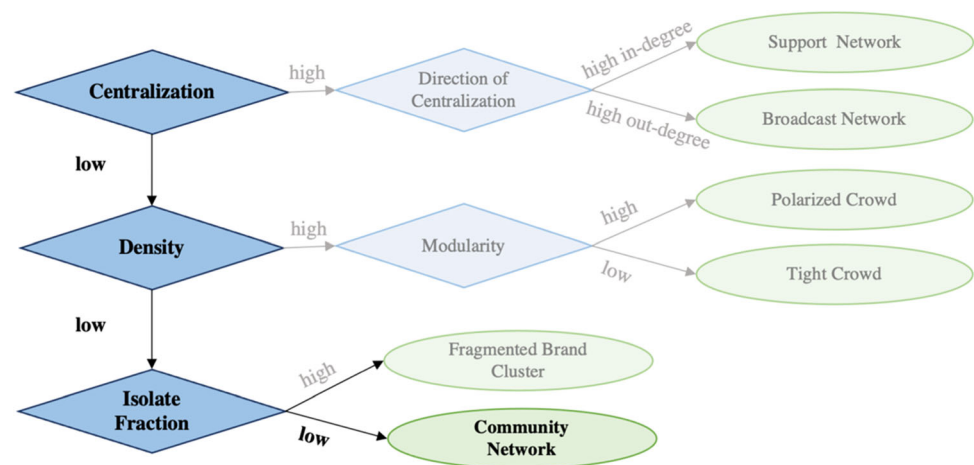 Centralization
high
Direction of
Centralization
high in-degree
Support Network
high out-degree
Broadcast Network
low
Density
high
Modularity
high
Polarized Crowd
low
Tight Crowd
low
Isolate
Fraction
high
Fragmented Brand
Cluster
low
Community
Network